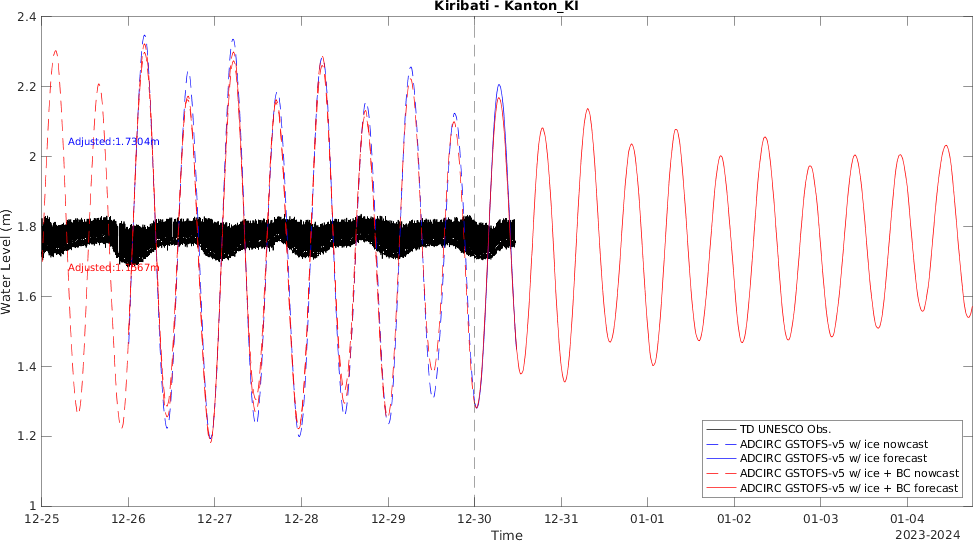 Kiribati - Kanton_KI
2.4
2.2
2
1.8
1.6
1.4
1.2
1
Water Level (m)
Adjusted:1.7304m
12-25
12-26
12-27
12-28
12-29
12-30
12-31
01-01
01-02
01-03
01-04
Time
2023-2024
TD UNESCO Obs.
ADCIRC GSTOFS-v5 w/ ice nowcast
ADCIRC GSTOFS-v5 w/ ice forecast
ADCIRC GSTOFS-v5 w/ ice + BC nowcast
ADCIRC GSTOFS-v5 w/ ice + BC forecast